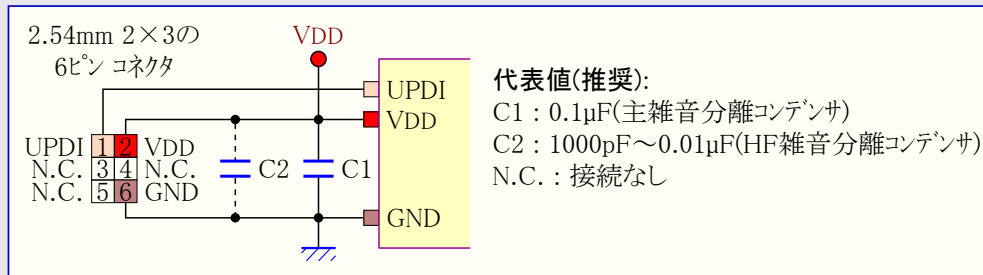 2.54mm 2×3の
6ピン コネクタ
VDD
UPDI
VDD
GND
UPDI 1 2 VDD
N.C. 3 4 N.C.
N.C. 5 6 GND
C2
C1
代表値(推奨):
C1 : 0.1µF(主雑音分離コンデンサ)
C2 : 1000pF～0.01µF(HF雑音分離コンデンサ)
N.C. : 接続なし